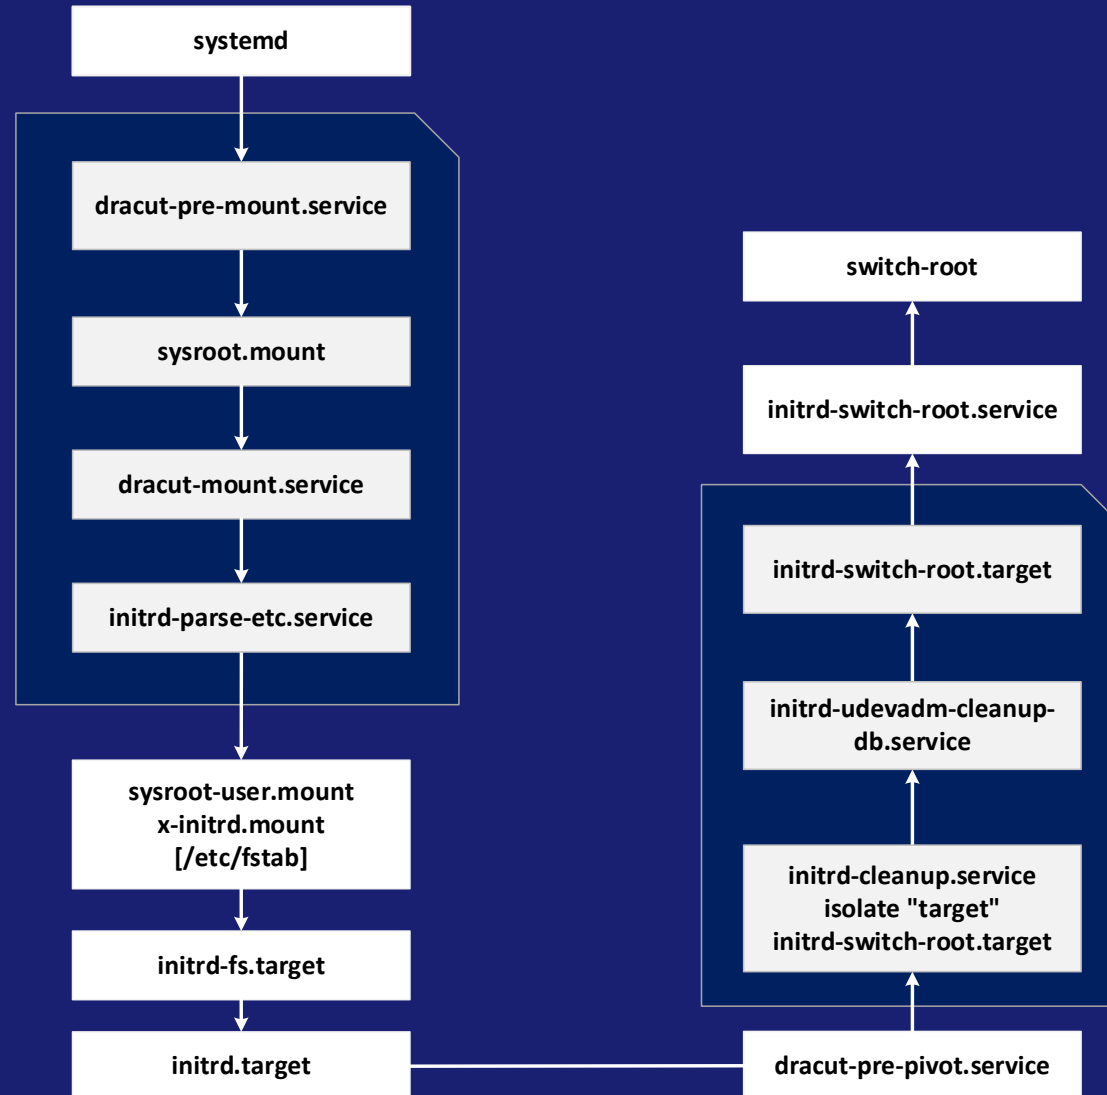 systemd
dracut-pre-mount.service
sysroot.mount
dracut-mount.service
initrd-parse-etc.service
sysroot-user.mount
x-initrd.mount
[/etc/fstab]
initrd-fs.target
initrd.target
switch-root
initrd-switch-root.service
initrd-switch-root.target
initrd-udevadm-cleanup-
db.service
initrd-cleanup.service
isolate "target"
initrd-switch-root.target
dracut-pre-pivot.service